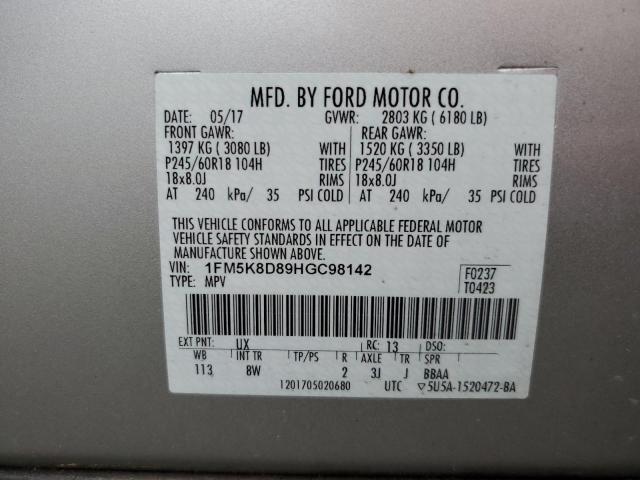 MFD. BY FORD MOTOR CO.
DATE: 05/17 GVWR: 2803 KG ( 6180 LB)
FRONT GAWR: REAR GAWR:
1397 KG ( 3080 LB) WITH 1520 KG ( 3350 LB) WITH
P245/60R18 104H TIRES P245/60R18 104H TIRES
18x8.0J RIMS 18x8.0J RIMS
AT 240 kPa/ 35 PSI COLD AT 240 kPa/ 35 PSI COLD
THIS VEHICLE CONFORMS TO ALL APPLICABLE FEDERAL MOTOR
VEHICLE SAFETY STANDARDS IN EFFECT ON THE DATE OF
MANUFACTURE SHOWN ABOVE.
VIN: 1FM5K8D89HGC98142 F0237
TYPE: MPV T0423
EXT PNT: UX RC: 13 DSO:
WB INT TR TP/PS R AXLE TR SPR
113 8W 2 3J J BBAA
1201705020680 UTC ▽5U5A-1520472-BA